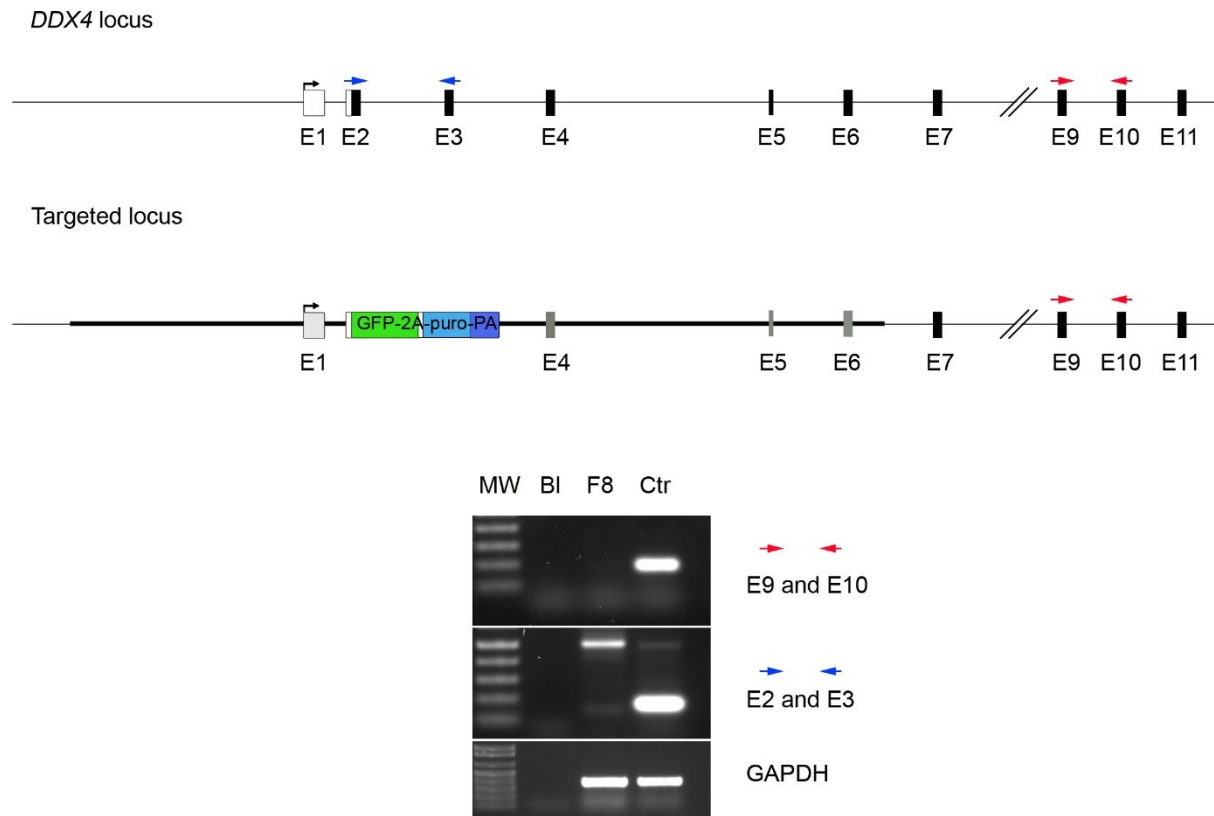 DDX4 locus
E1 E2 E3 E4 E5 E6 E7 E9 E10 E11
Targeted locus
GFP-2A-puro-PA
E1 E4 E5 E6 E7 E9 E10 E11
MW Bl F8 Ctr
E9 and E10
E2 and E3
GAPDH